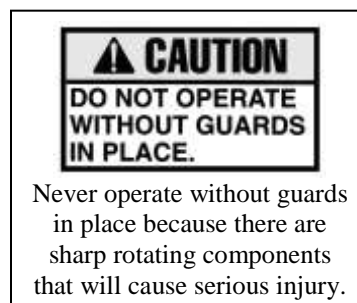 CAUTION
DO NOT OPERATE
WITHOUT GUARDS
IN PLACE.
Never operate without guards
in place because there are
sharp rotating components
that will cause serious injury.